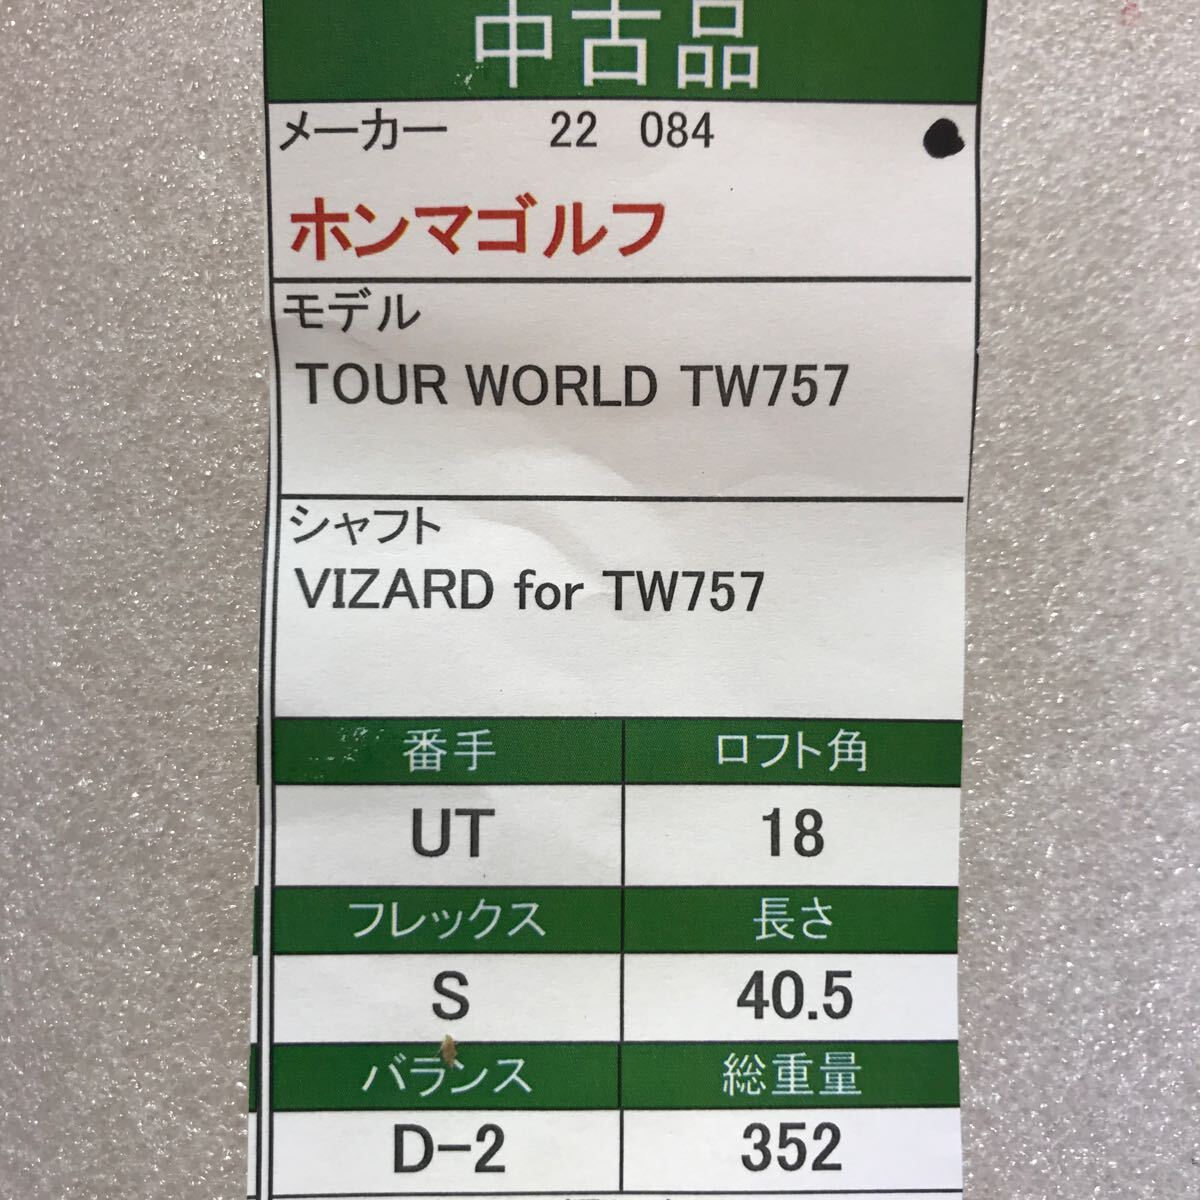 中古品
メーカー 22 084
ホンマゴルフ
モデル
TOUR WORLD TW757
シャフト
VIZARD for TW757
番手 ロフト角
UT 18
フレックス 長さ
S 40.5
バランス 総重量
D-2 352